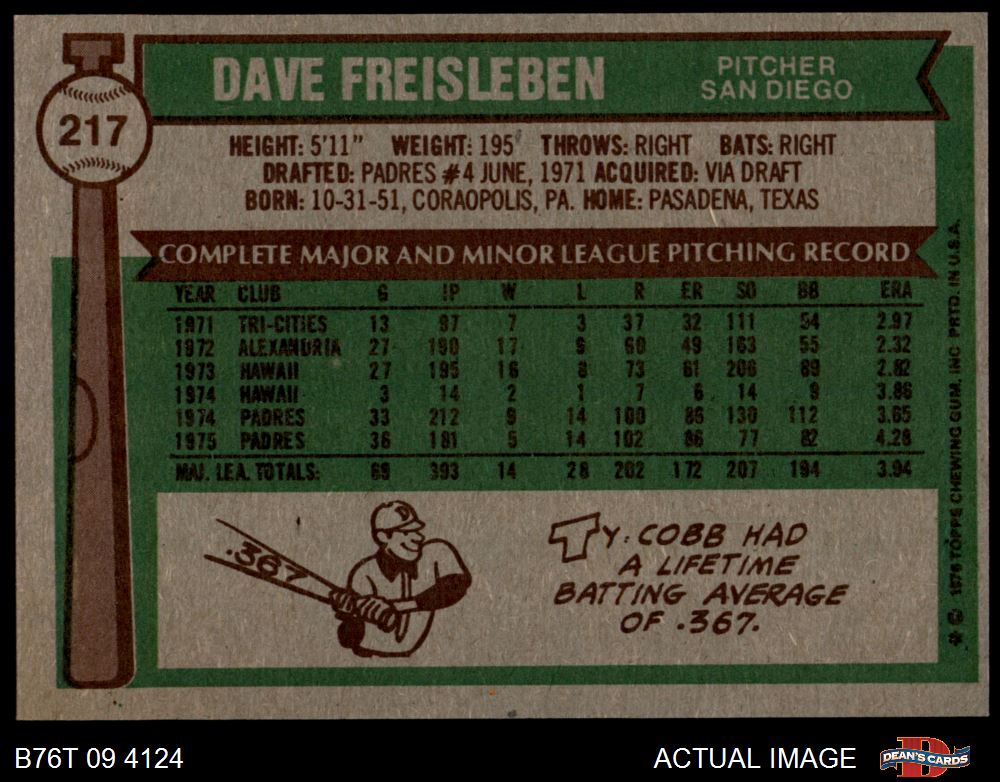 217
DAVE FREISLEBEN
PITCHER
SAN DIEGO
HEIGHT: 5'11" WEIGHT: 195 THROWS: RIGHT BATS: RIGHT
DRAFTED: PADRES #4 JUNE, 1971 ACQUIRED: VIA DRAFT
BORN: 10-31-51, CORAOPOLIS, PA. HOME: PASADENA, TEXAS
COMPLETE MAJOR AND MINOR LEAGUE PITCHING RECORD
YEAR CLUB G IP W L R ER SO BB ERA
1971 TRI-CITIES 13 97 7 3 37 32 111 54 2.97
1972 ALEXANDRIA 27 190 17 9 60 49 163 55 2.32
1973 HAWAII 27 195 16 8 73 61 206 89 2.82
1974 HAWAII 3 14 2 1 7 6 14 9 3.86
1974 PADRES 33 212 9 14 100 86 130 112 3.65
1975 PADRES 36 181 5 14 102 86 77 82 4.28
MAJ. LEA. TOTALS: 69 393 14 28 202 172 207 194 3.94
.367
TY COBB HAD
A LIFETIME
BATTING AVERAGE
OF .367.
* © 1976 TOPPS CHEWING GUM, INC. PRTD. IN U.S.A.
B76T 09 4124
ACTUAL IMAGE
DEAN'S CARDS